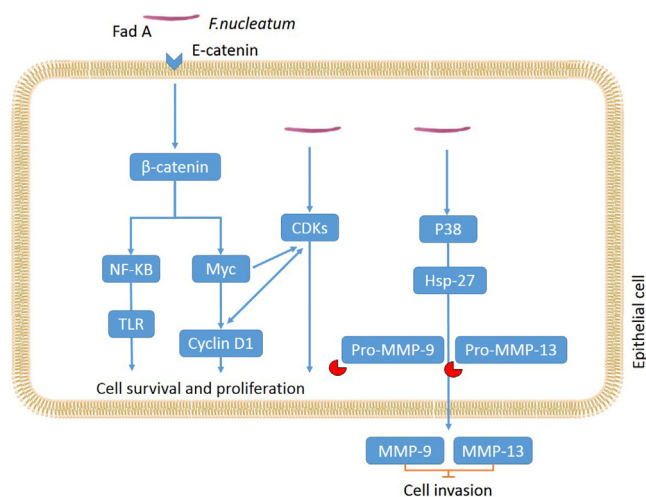 F.nucleatum
Fad A
E-catenin
β-catenin
CDKs
P38
NF-KB
Myc
Hsp-27
TLR
Cyclin D1
Pro-MMP-9
Pro-MMP-13
Cell survival and proliferation
MMP-9
MMP-13
Cell invasion
Epithelial cell